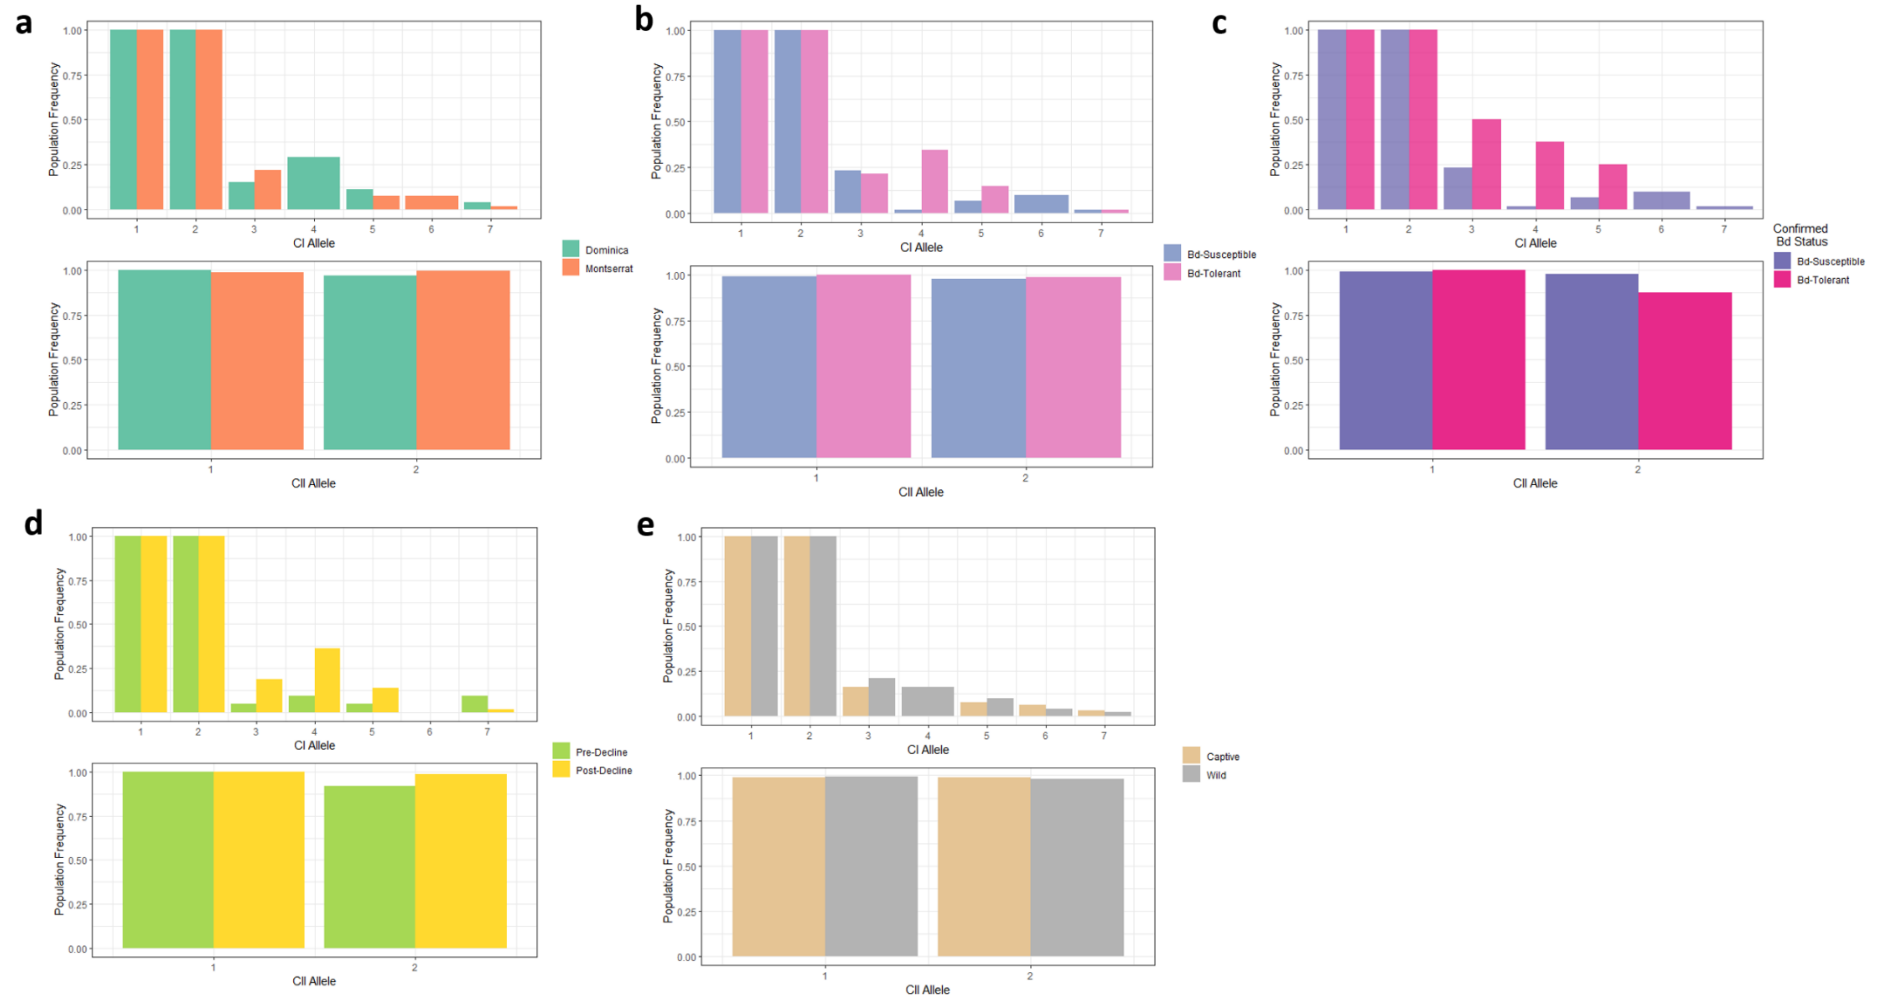 a
1.00
0.75
0.50
0.25
0.00
Population Frequency
1 2 3 4 5 6 7
CI Allele
1.00
0.75
0.50
0.25
0.00
Population Frequency
1 2
CII Allele
Dominica
Montserrat
b
1.00
0.75
0.50
0.25
0.00
Population Frequency
1 2 3 4 5 6 7
CI Allele
1.00
0.75
0.50
0.25
0.00
Population Frequency
1 2
CII Allele
Bd-Susceptible
Bd-Tolerant
c
1.00
0.75
0.50
0.25
0.00
Population Frequency
1 2 3 4 5 6 7
CI Allele
1.00
0.75
0.50
0.25
0.00
Population Frequency
1 2
CII Allele
Confirmed
Bd Status
Bd-Susceptible
Bd-Tolerant
d
1.00
0.75
0.50
0.25
0.00
Population Frequency
1 2 3 4 5 6 7
CI Allele
1.00
0.75
0.50
0.25
0.00
Population Frequency
1 2
CII Allele
Pre-Decline
Post-Decline
e
1.00
0.75
0.50
0.25
0.00
Population Frequency
1 2 3 4 5 6 7
CI Allele
1.00
0.75
0.50
0.25
0.00
Population Frequency
1 2
CII Allele
Captive
Wild